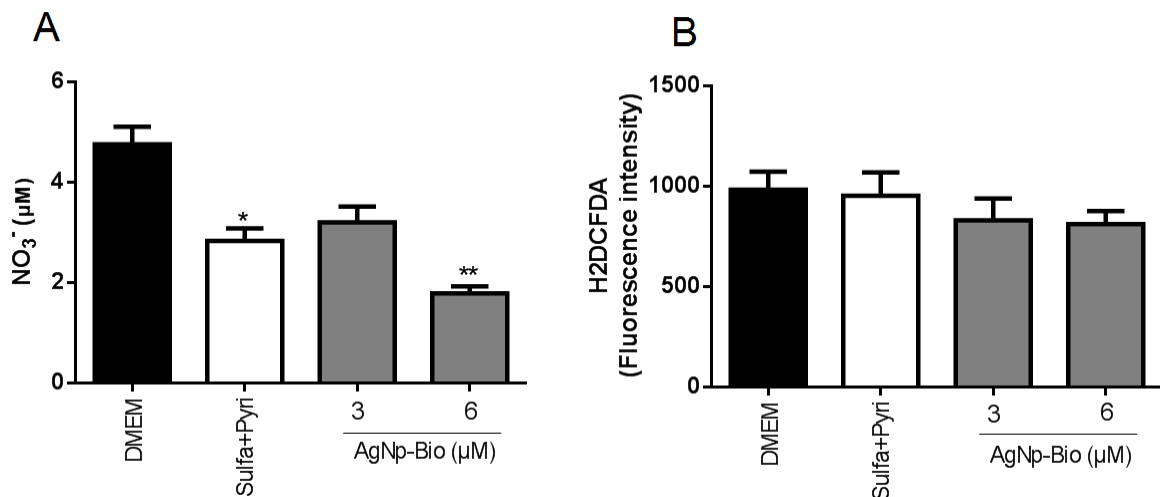 A
NO₃⁻ (µM)
6
4
2
0
*
**
DMEM
Sulfa+Pyri
3
6
AgNp-Bio (µM)
B
H2DCFDA
(Fluorescence intensity)
1500
1000
500
0
DMEM
Sulfa+Pyri
3
6
AgNp-Bio (µM)